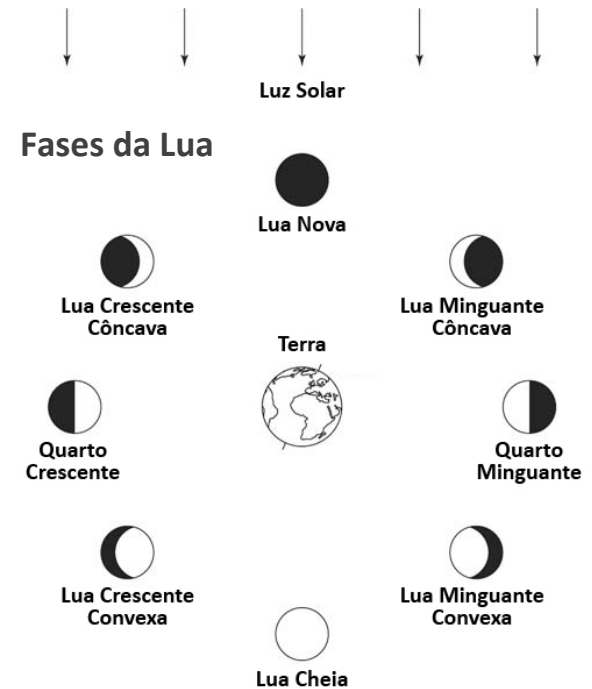 Luz Solar
Fases da Lua
Lua Nova
Lua Crescente
Côncava
Lua Minguante
Côncava
Terra
Quarto
Crescente
Quarto
Minguante
Lua Crescente
Convexa
Lua Minguante
Convexa
Lua Cheia